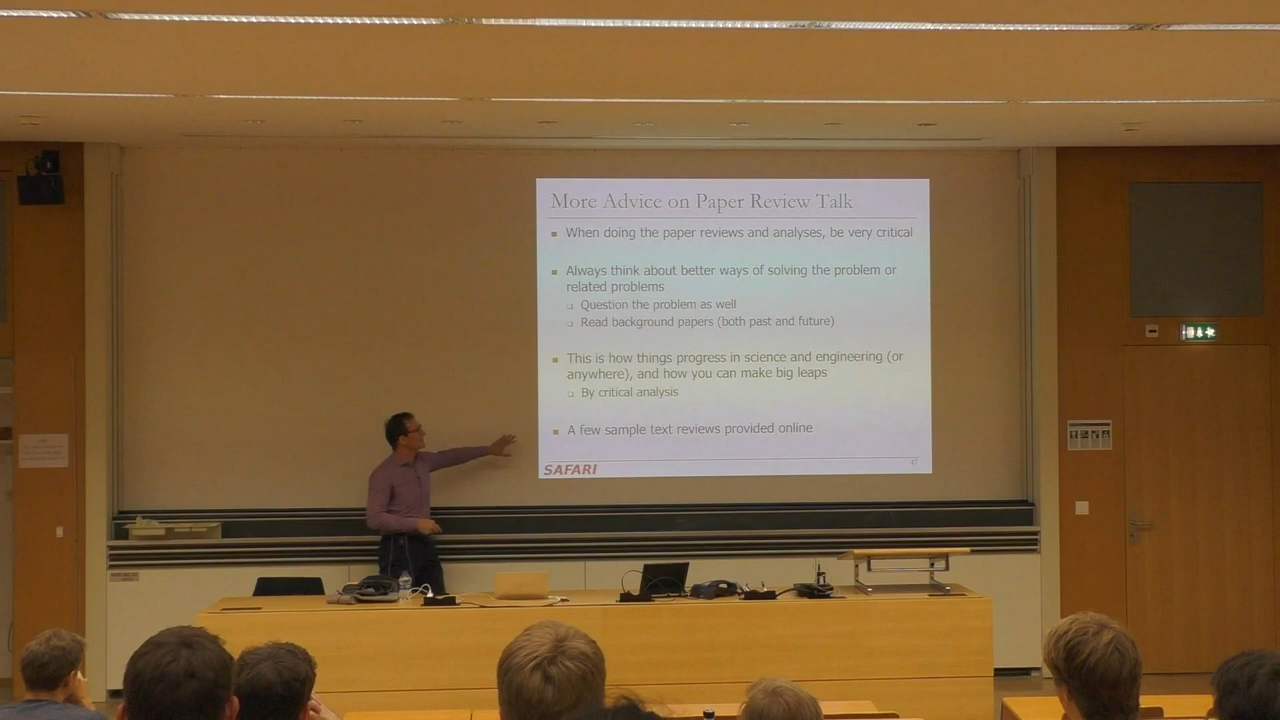 More Advice on Paper Review Talk
When doing the paper reviews and analyses, be very critical
Always think about better ways of solving the problem or
related problems
Question the problem as well
Read background papers (both past and future)
This is how things progress in science and engineering (or
anywhere), and how you can make big leaps
By critical analysis
A few sample text reviews provided online
SAFARI
47